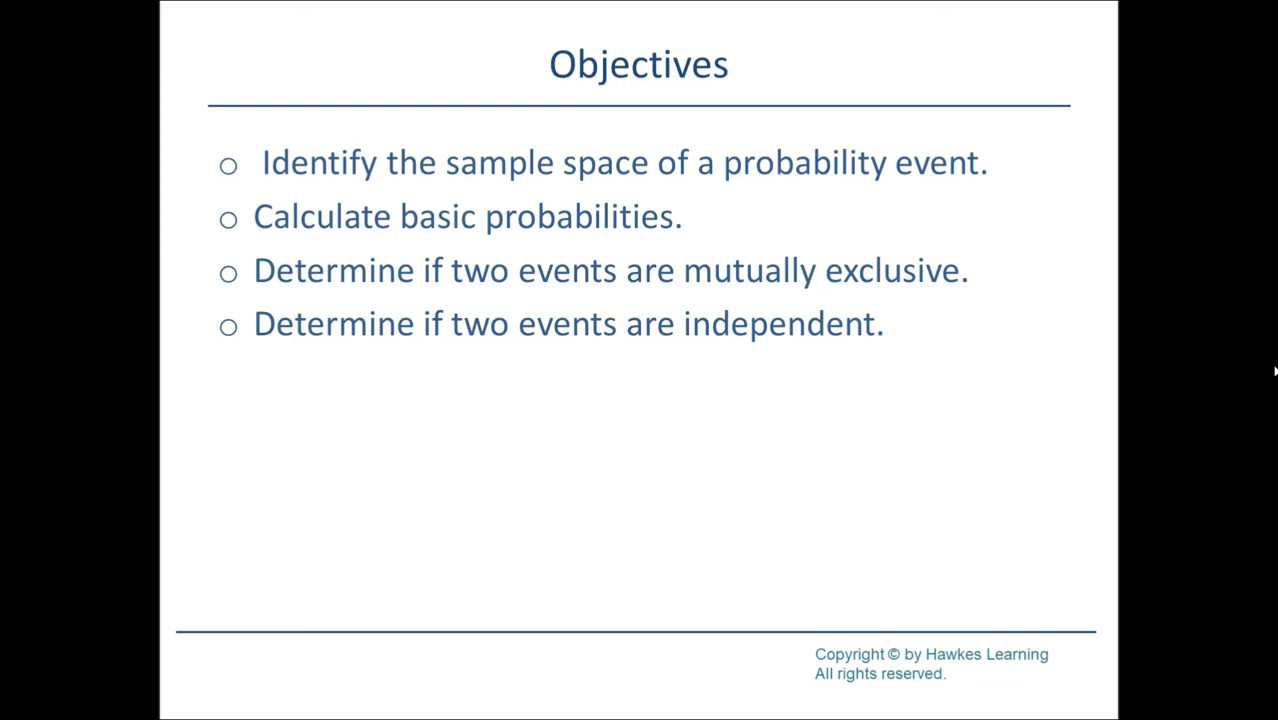 Objectives
o Identify the sample space of a probability event.
o Calculate basic probabilities.
o Determine if two events are mutually exclusive.
o Determine if two events are independent.
Copyright © by Hawkes Learning
All rights reserved.